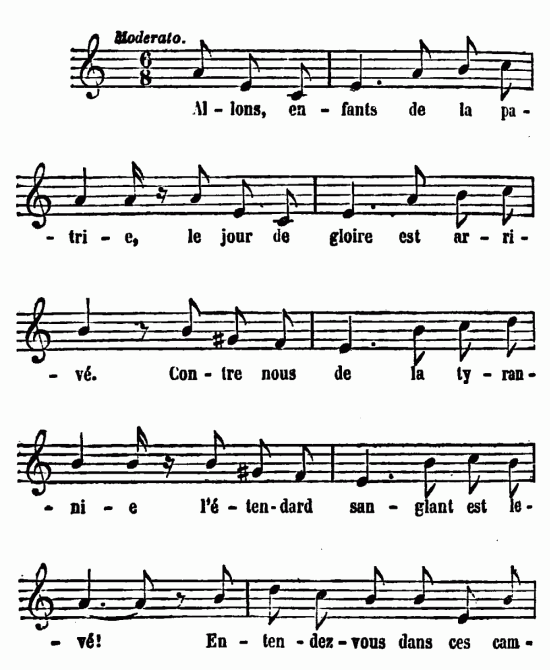 Moderato.
6
8
Al - lons, en - fants de la pa -
- tri - e, le jour de gloire est ar - ri -
- vé. Con - tre nous de la ty - ran -
- ni - e l'é - ten - dard san - glant est le -
- vé! En - ten - dez - vous dans ces cam -